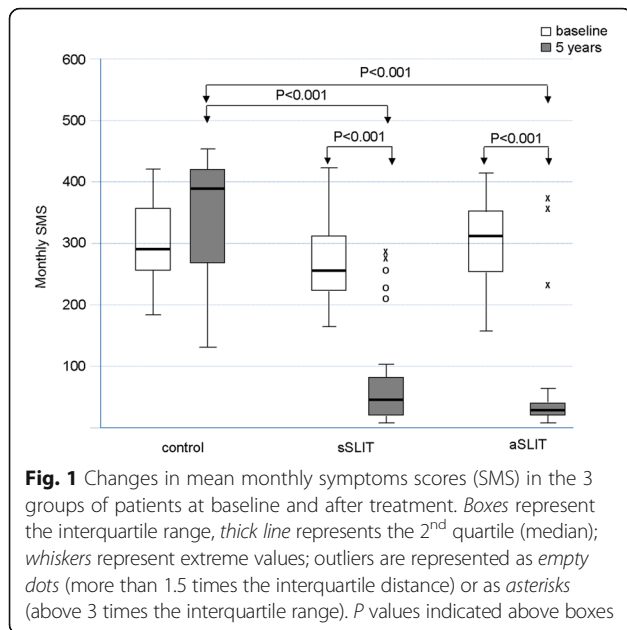 baseline
5 years
600
P<0.001
P<0.001
500
P<0.001
P<0.001
400
Monthly SMS
300
200
100
control
sSLIT
aSLIT
x
x
o
o
o
x
x
x
Fig. 1 Changes in mean monthly symptoms scores (SMS) in the 3
groups of patients at baseline and after treatment. Boxes represent
the interquartile range, thick line represents the 2nd quartile (median);
whiskers represent extreme values; outliers are represented as empty
dots (more than 1.5 times the interquartile distance) or as asterisks
(above 3 times the interquartile range). P values indicated above boxes